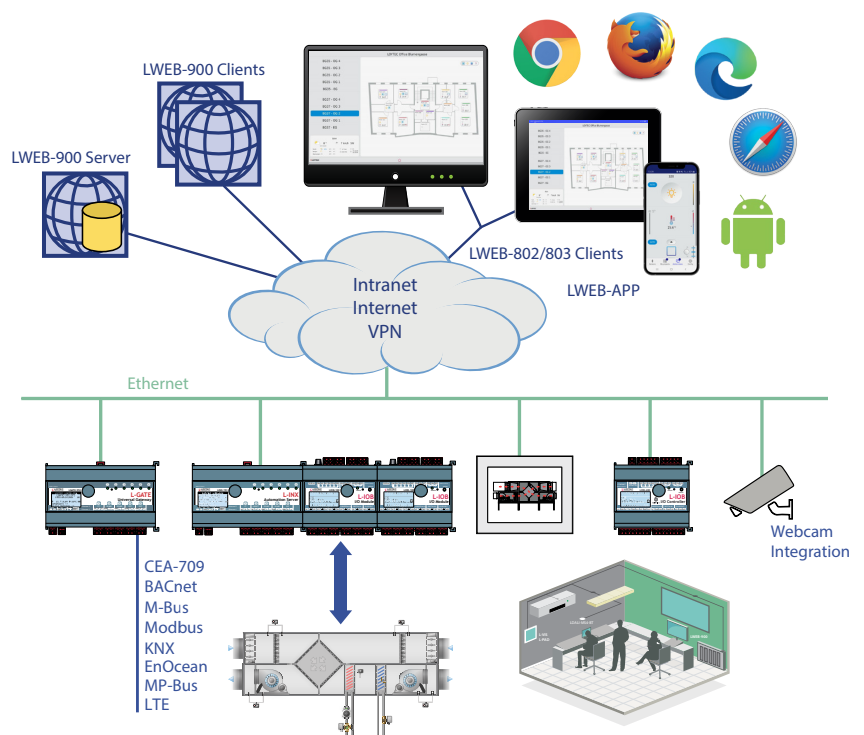 LWEB-900 Clients
LWEB-900 Server
LWEB-802/803 Clients
LWEB-APP
Intranet
Internet
VPN
Ethernet
L-GATE
Universal Gateway
L-INX
Automation Server
L-IOB
I/O Module
L-IOB
I/O Module
L-IOB
I/O Controller
Webcam
Integration
CEA-709
BACnet
M-Bus
Modbus
KNX
EnOcean
MP-Bus
LTE